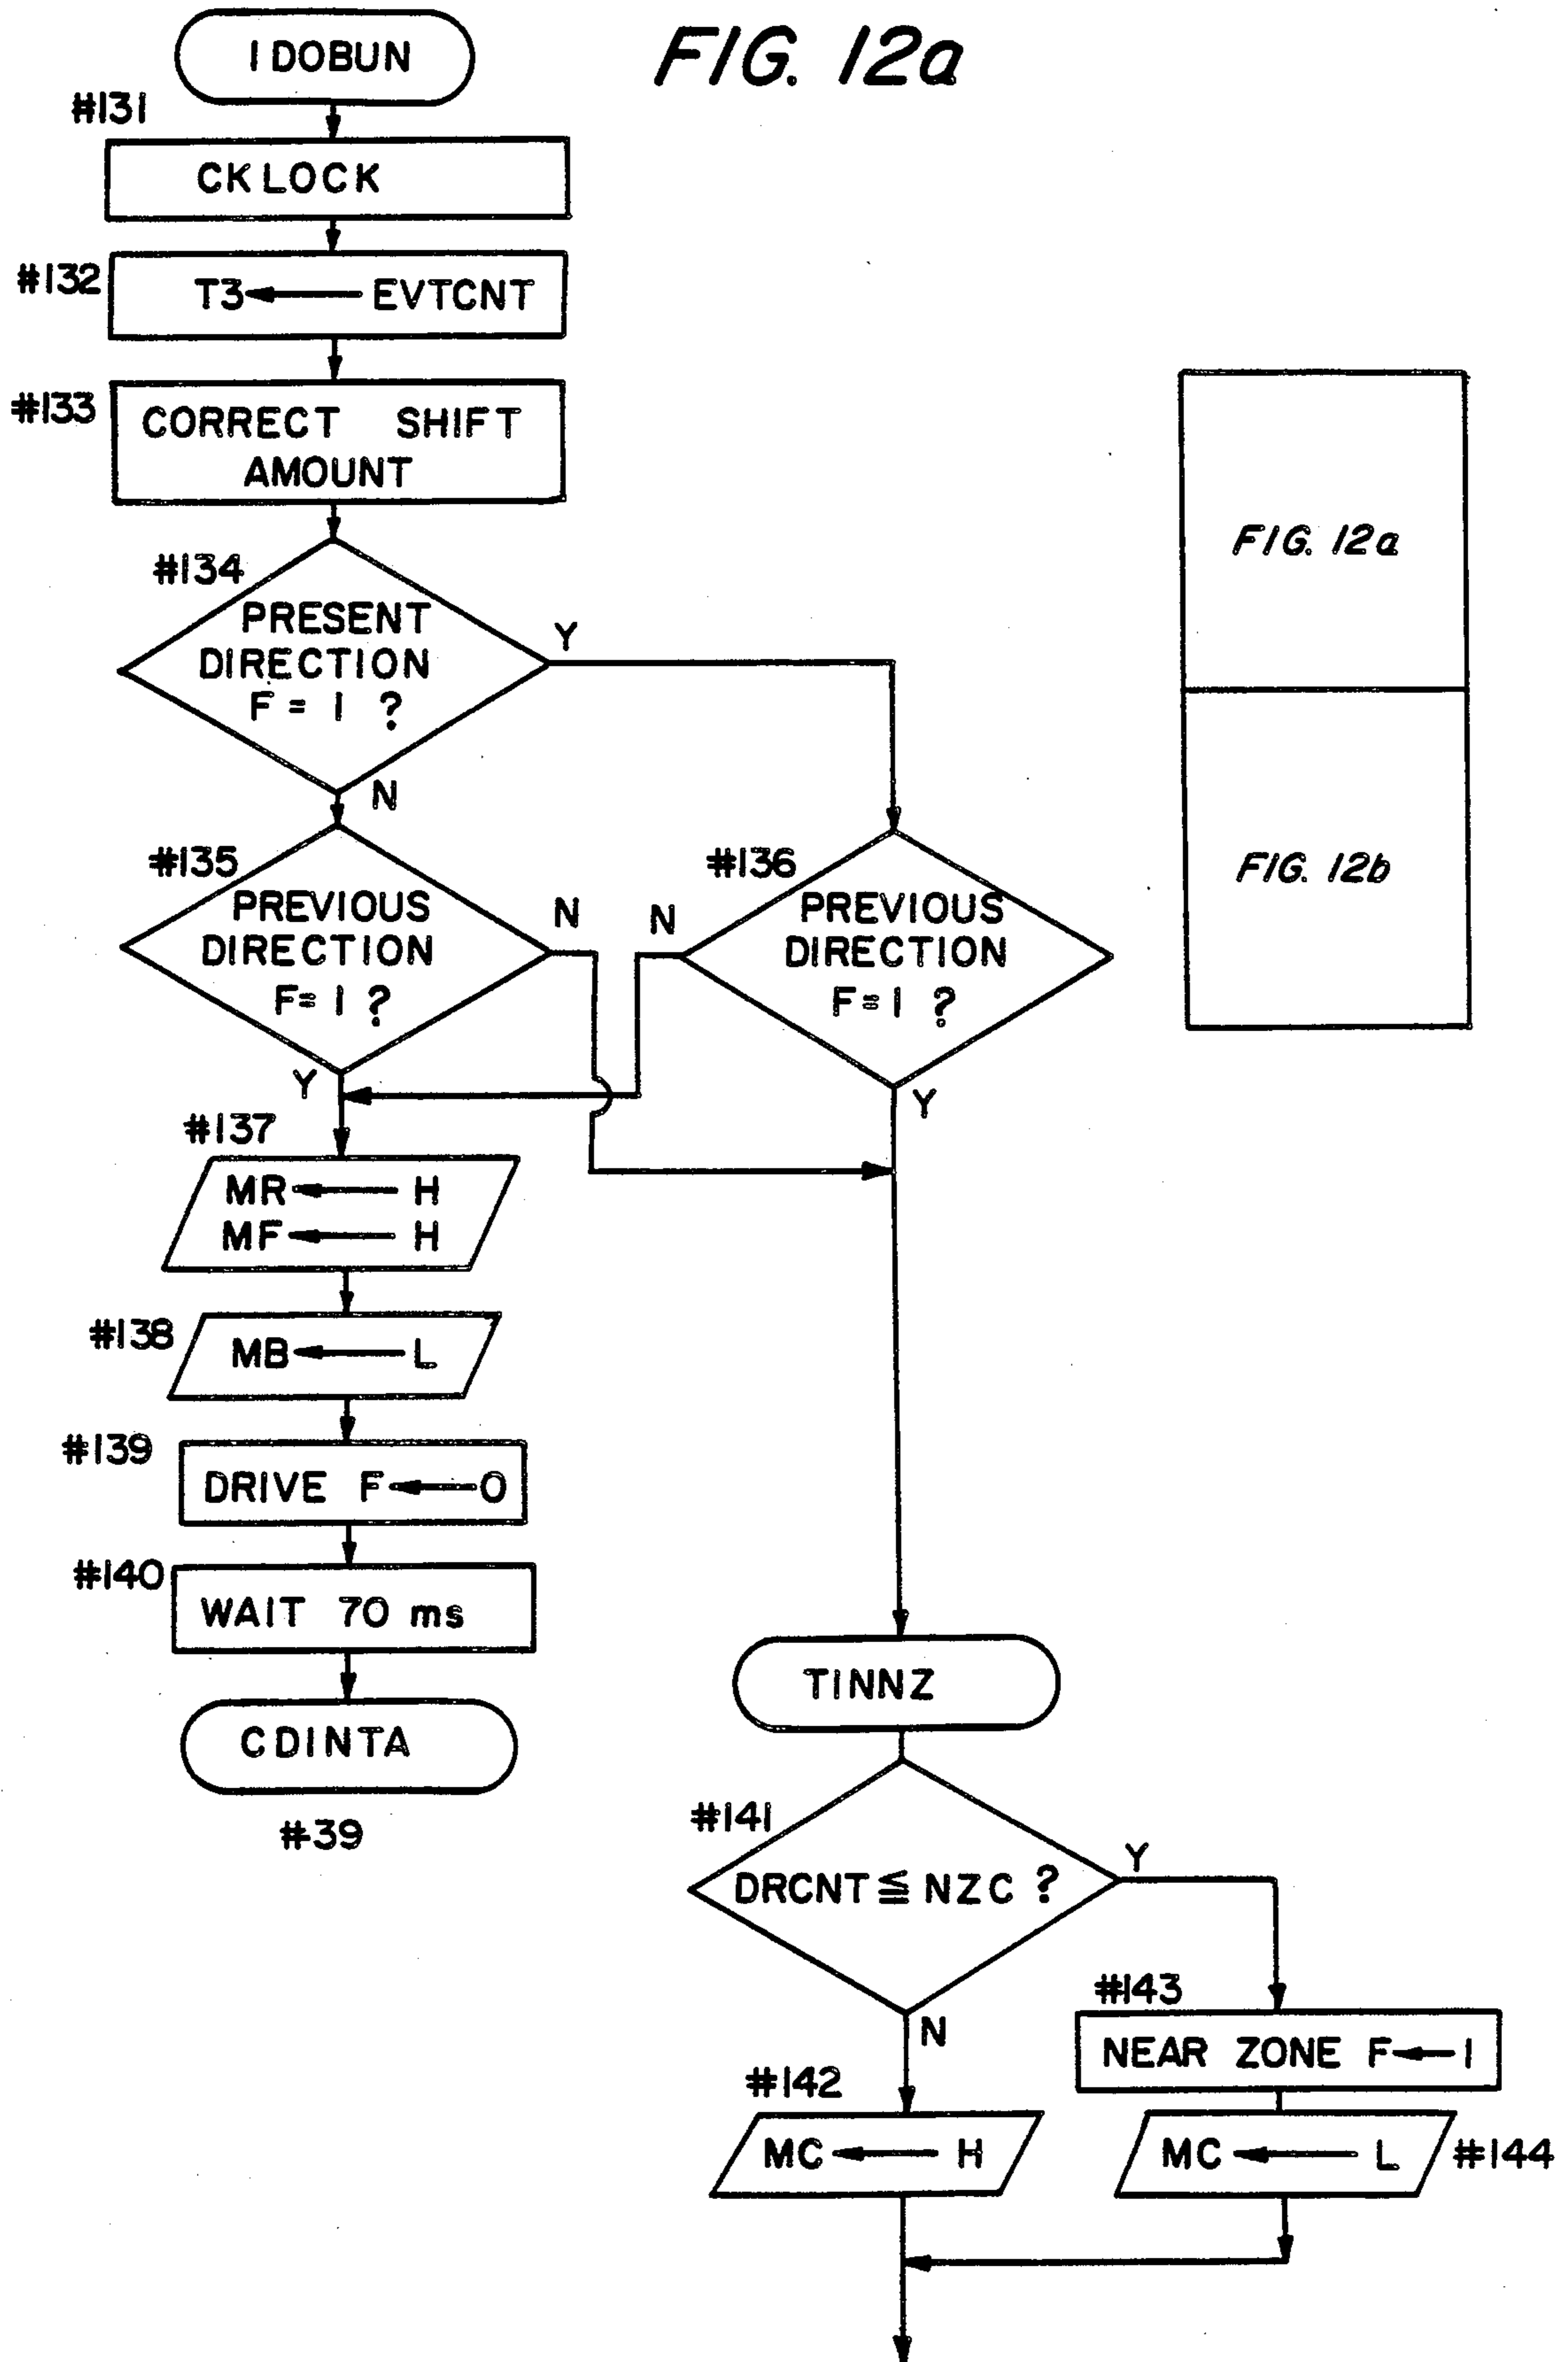 FIG. 12a
IDOBUN
#131
CKLOCK
#132
T3 ← EVTCNT
#133
CORRECT SHIFT
AMOUNT
#134
PRESENT
DIRECTION
F = 1 ?
Y
N
#135
PREVIOUS
DIRECTION
F = 1 ?
N
Y
#136
PREVIOUS
DIRECTION
F = 1 ?
N
Y
FIG. 12a
FIG. 12b
#137
MR ← H
MF ← H
#138
MB ← L
#139
DRIVE F ← 0
#140
WAIT 70 ms
CDINTA
#39
TINNZ
#141
DRCNT ≦ NZC ?
Y
N
#143
NEAR ZONE F ← 1
#142
MC ← H
MC ← L
#144